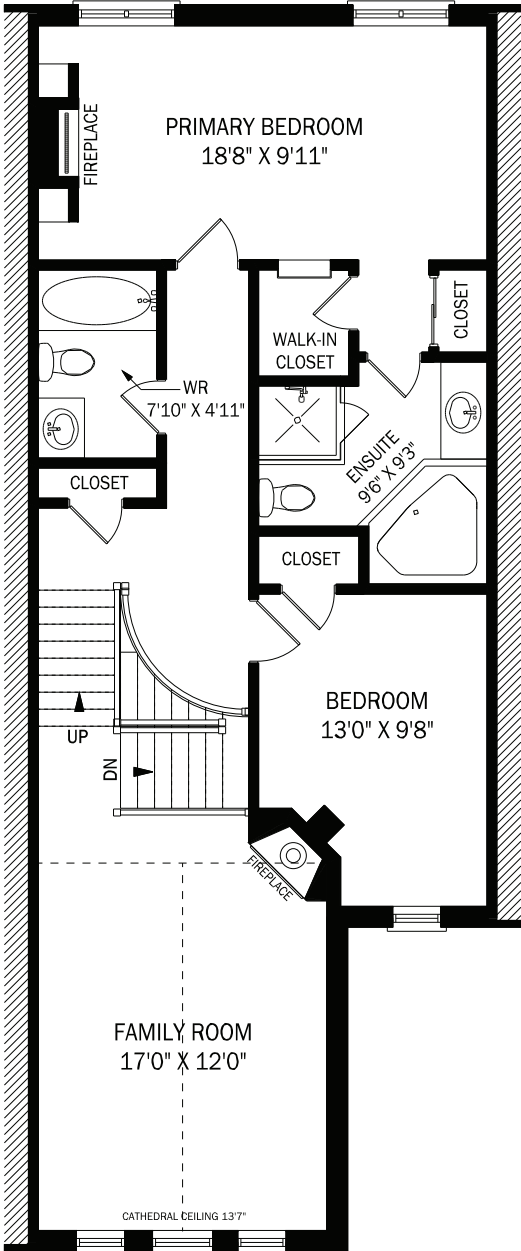 FIREPLACE
PRIMARY BEDROOM
18'8" X 9'11"
CLOSET
WALK-IN
CLOSET
WR
7'10" X 4'11"
ENSUITE
9'6" X 9'3"
CLOSET
CLOSET
BEDROOM
13'0" X 9'8"
UP
DN
FIREPLACE
FAMILY ROOM
17'0" X 12'0"
CATHEDRAL CEILING 13'7"